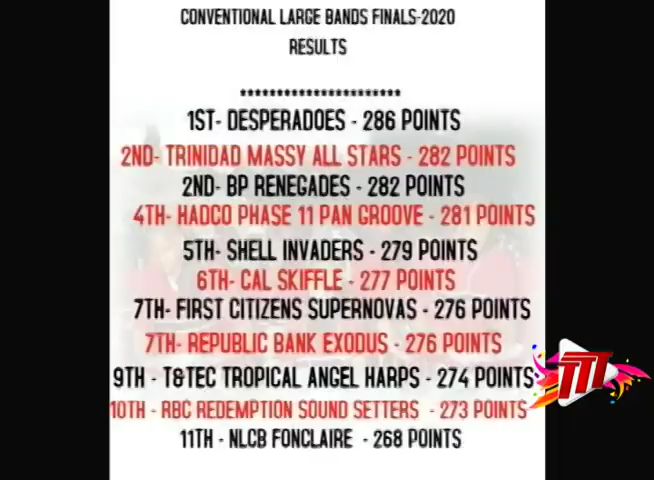 CONVENTIONAL LARGE BANDS FINALS-2020
RESULTS
**********************
1ST- DESPERADOES - 286 POINTS
2ND- TRINIDAD MASSY ALL STARS - 282 POINTS
2ND- BP RENEGADES - 282 POINTS
4TH- HADCO PHASE 11 PAN GROOVE - 281 POINTS
5TH- SHELL INVADERS - 279 POINTS
6TH- CAL SKIFFLE - 277 POINTS
7TH- FIRST CITIZENS SUPERNOVAS - 276 POINTS
7TH- REPUBLIC BANK EXODUS - 276 POINTS
9TH - T&TEC TROPICAL ANGEL HARPS - 274 POINTS
10TH - RBC REDEMPTION SOUND SETTERS - 273 POINTS
11TH - NLCB FONCLAIRE - 268 POINTS